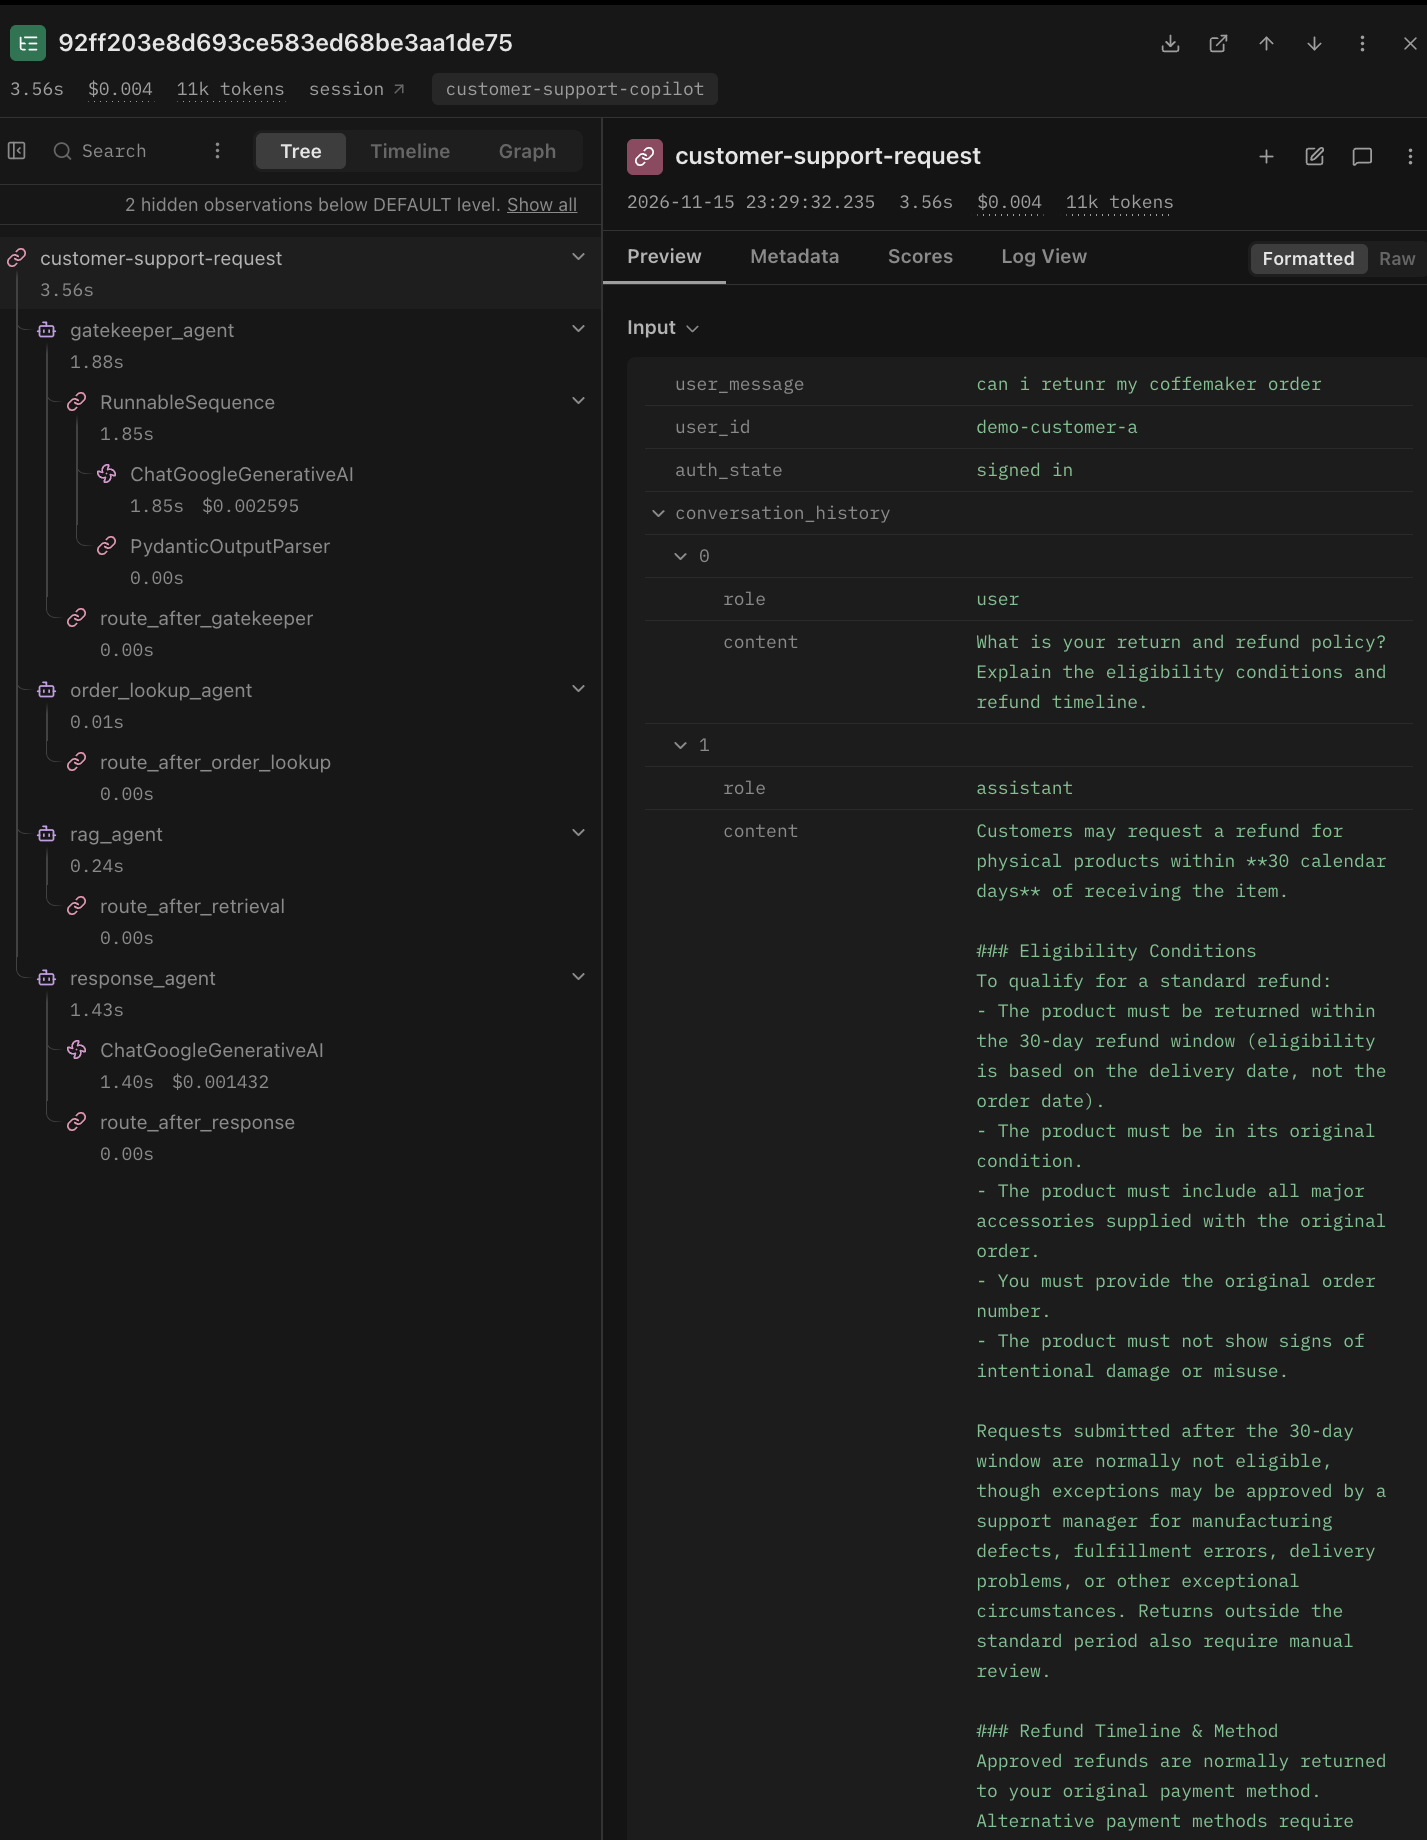 92ff203e8d693ce583ed68be3aa1de75
3.56s $0.004 11k tokens session ↗ customer-support-copilot
Search
Tree Timeline Graph
2 hidden observations below DEFAULT level. Show all
customer-support-request
3.56s
gatekeeper_agent
1.88s
RunnableSequence
1.85s
ChatGoogleGenerativeAI
1.85s $0.002595
PydanticOutputParser
0.00s
route_after_gatekeeper
0.00s
order_lookup_agent
0.01s
route_after_order_lookup
0.00s
rag_agent
0.24s
route_after_retrieval
0.00s
response_agent
1.43s
ChatGoogleGenerativeAI
1.40s $0.001432
route_after_response
0.00s
customer-support-request
2026-11-15 23:29:32.235 3.56s $0.004 11k tokens
Preview Metadata Scores Log View Formatted Raw
Input
user_message can i retunr my coffemaker order
user_id demo-customer-a
auth_state signed in
conversation_history
0
role user
content What is your return and refund policy?
Explain the eligibility conditions and
refund timeline.
1
role assistant
content Customers may request a refund for
physical products within **30 calendar
days** of receiving the item.
### Eligibility Conditions
To qualify for a standard refund:
- The product must be returned within
the 30-day refund window (eligibility
is based on the delivery date, not the
order date).
- The product must be in its original
condition.
- The product must include all major
accessories supplied with the original
order.
- You must provide the original order
number.
- The product must not show signs of
intentional damage or misuse.
Requests submitted after the 30-day
window are normally not eligible,
though exceptions may be approved by a
support manager for manufacturing
defects, fulfillment errors, delivery
problems, or other exceptional
circumstances. Returns outside the
standard period also require manual
review.
### Refund Timeline & Method
Approved refunds are normally returned
to your original payment method.
Alternative payment methods require